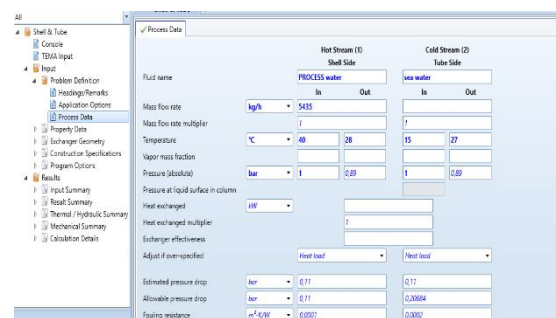 All
Shell & Tube
Console
TEMA Input
Input
Problem Definition
Headings/Remarks
Application Options
Process Data
Property Data
Exchanger Geometry
Construction Specifications
Program Options
Results
Input Summary
Result Summary
Thermal / Hydraulic Summary
Mechanical Summary
Calculation Details
Process Data
Hot Stream (1) Cold Stream (2)
Shell Side Tube Side
Fluid name PROCESS water sea water
In Out In Out
Mass flow rate kg/h 5435
Mass flow rate multiplier 1 1
Temperature °C 40 28 15 27
Vapor mass fraction
Pressure (absolute) bar 1 0,89 1 0,89
Pressure at liquid surface in column
Heat exchanged kW
Heat exchanged multiplier 1
Exchanger effectiveness
Adjust if over-specified Heat load Heat load
Estimated pressure drop bar 0,11 0,11
Allowable pressure drop bar 0,11 0,20684
Fouling resistance m²-K/W 0,0001 0,0002